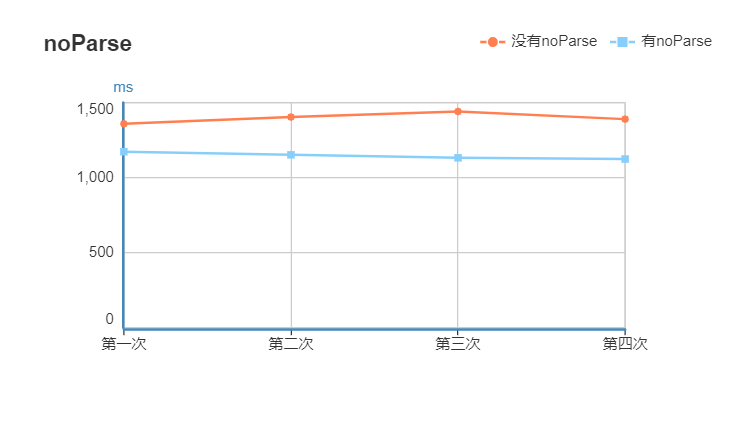 noParse
没有noParse
有noParse
ms
1,500
1,000
500
0
第一次
第二次
第三次
第四次